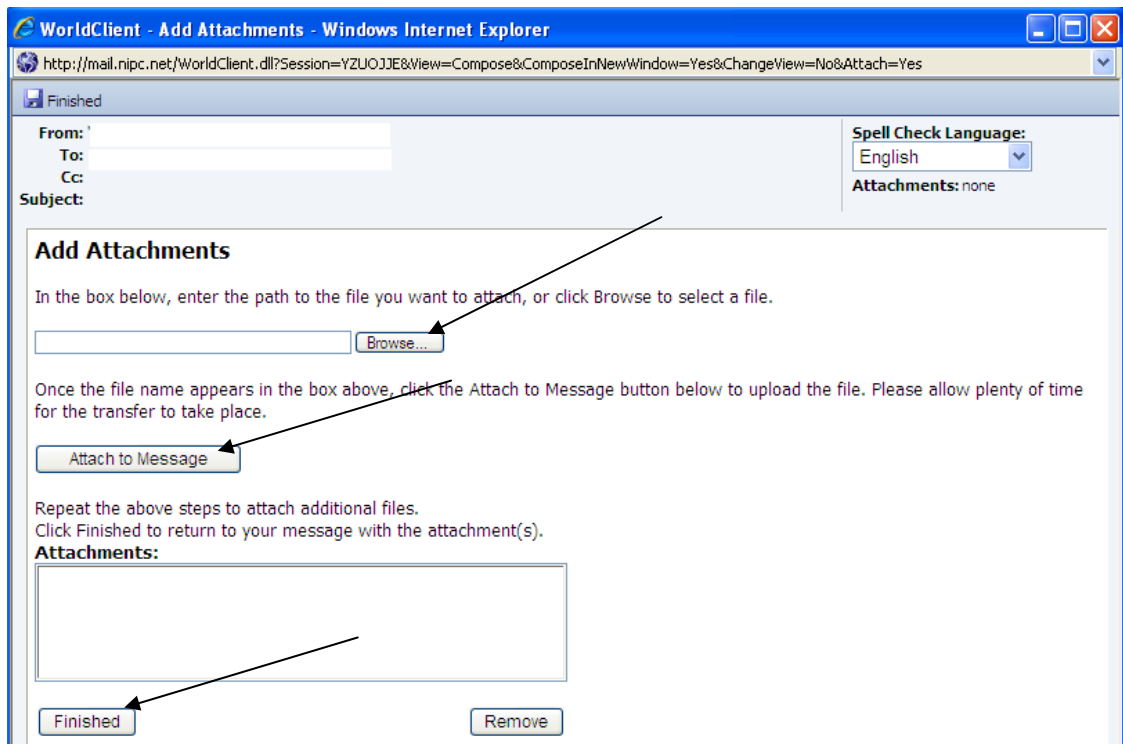 WorldClient - Add Attachments - Windows Internet Explorer
http://mail.nipc.net/WorldClient.dll?Session=YZUOJJE&View=Compose&ComposeInNewWindow=Yes&ChangeView=No&Attach=Yes
Finished
From:
To:
Cc:
Subject:
Spell Check Language:
English
Attachments: none
Add Attachments
In the box below, enter the path to the file you want to attach, or click Browse to select a file.
Browse...
Once the file name appears in the box above, click the Attach to Message button below to upload the file. Please allow plenty of time
for the transfer to take place.
Attach to Message
Repeat the above steps to attach additional files.
Click Finished to return to your message with the attachment(s).
Attachments:
Finished
Remove